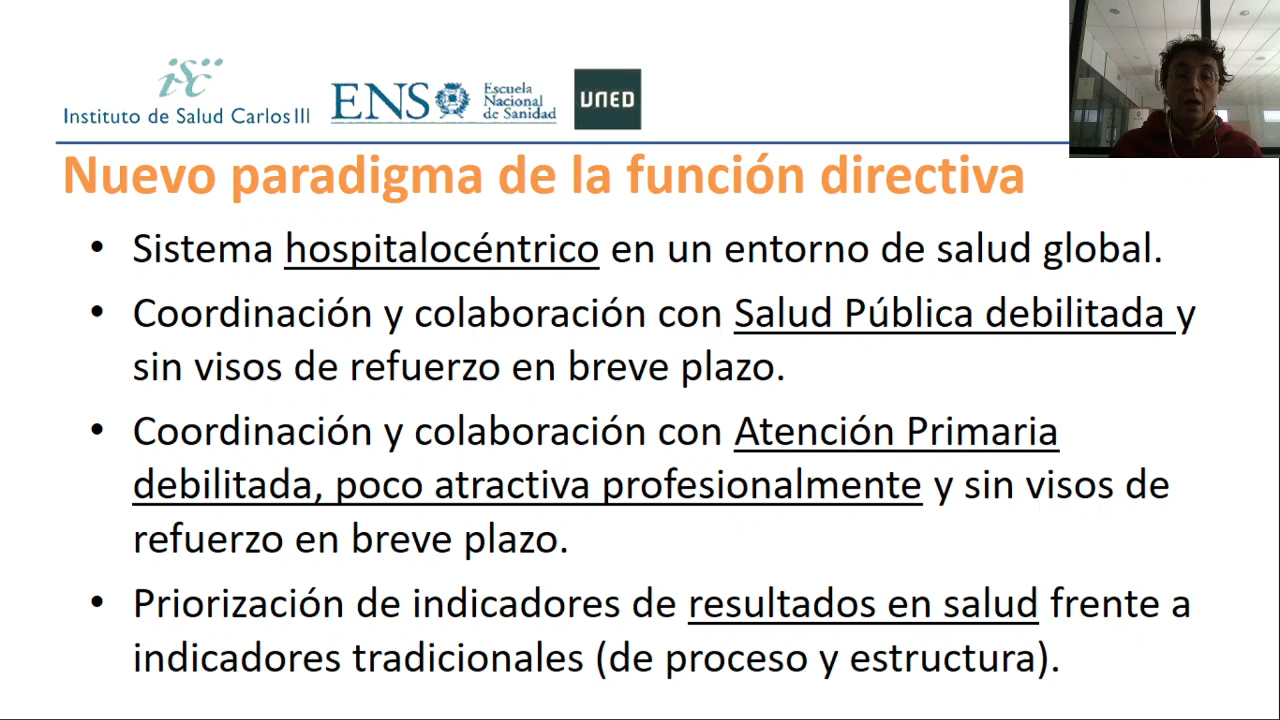 isc
Instituto de Salud Carlos III
ENS
Escuela
Nacional
de Sanidad
UNED
Nuevo paradigma de la función directiva
• Sistema hospitalocéntrico en un entorno de salud global.
• Coordinación y colaboración con Salud Pública debilitada y
sin visos de refuerzo en breve plazo.
• Coordinación y colaboración con Atención Primaria
debilitada, poco atractiva profesionalmente y sin visos de
refuerzo en breve plazo.
• Priorización de indicadores de resultados en salud frente a
indicadores tradicionales (de proceso y estructura).